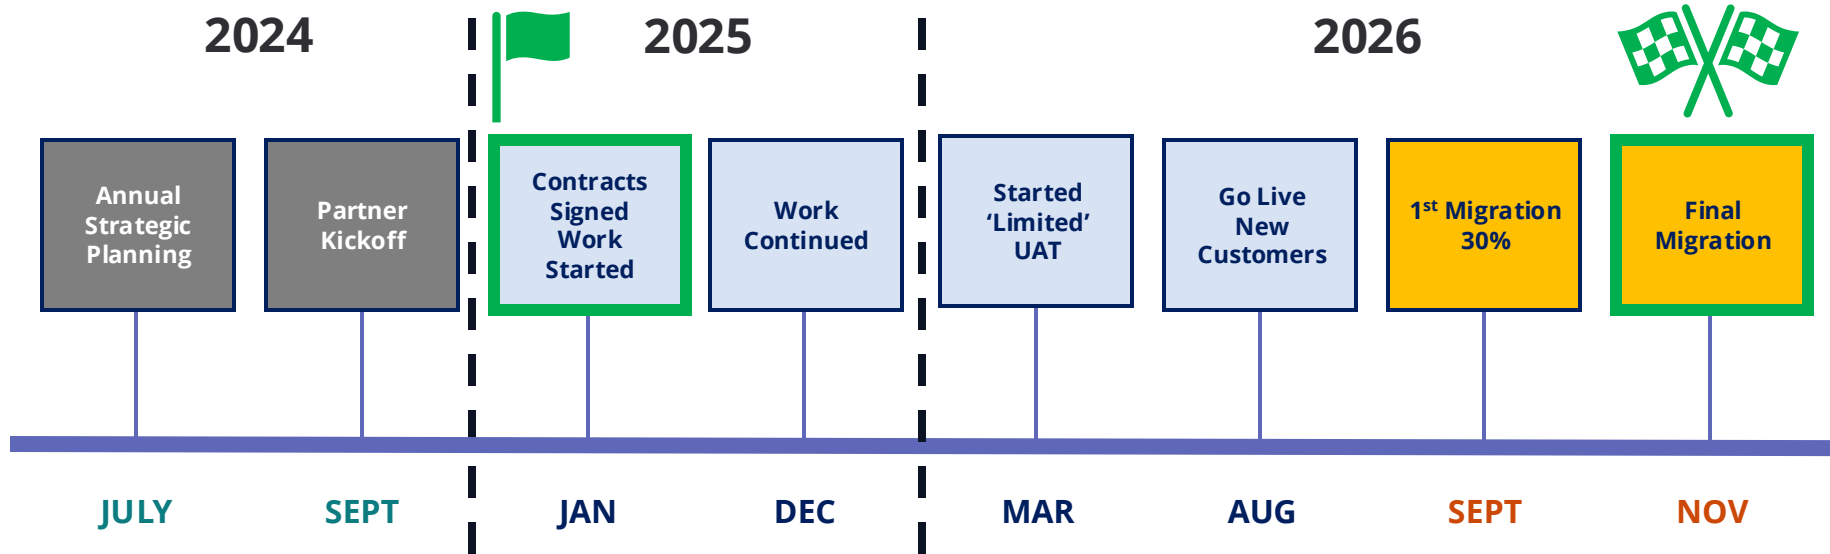 2024
2025
2026
Annual
Strategic
Planning
Partner
Kickoff
Contracts
Signed
Work
Started
Work
Continued
Started
‘Limited’
UAT
Go Live
New
Customers
1st Migration
30%
Final
Migration
JULY
SEPT
JAN
DEC
MAR
AUG
SEPT
NOV